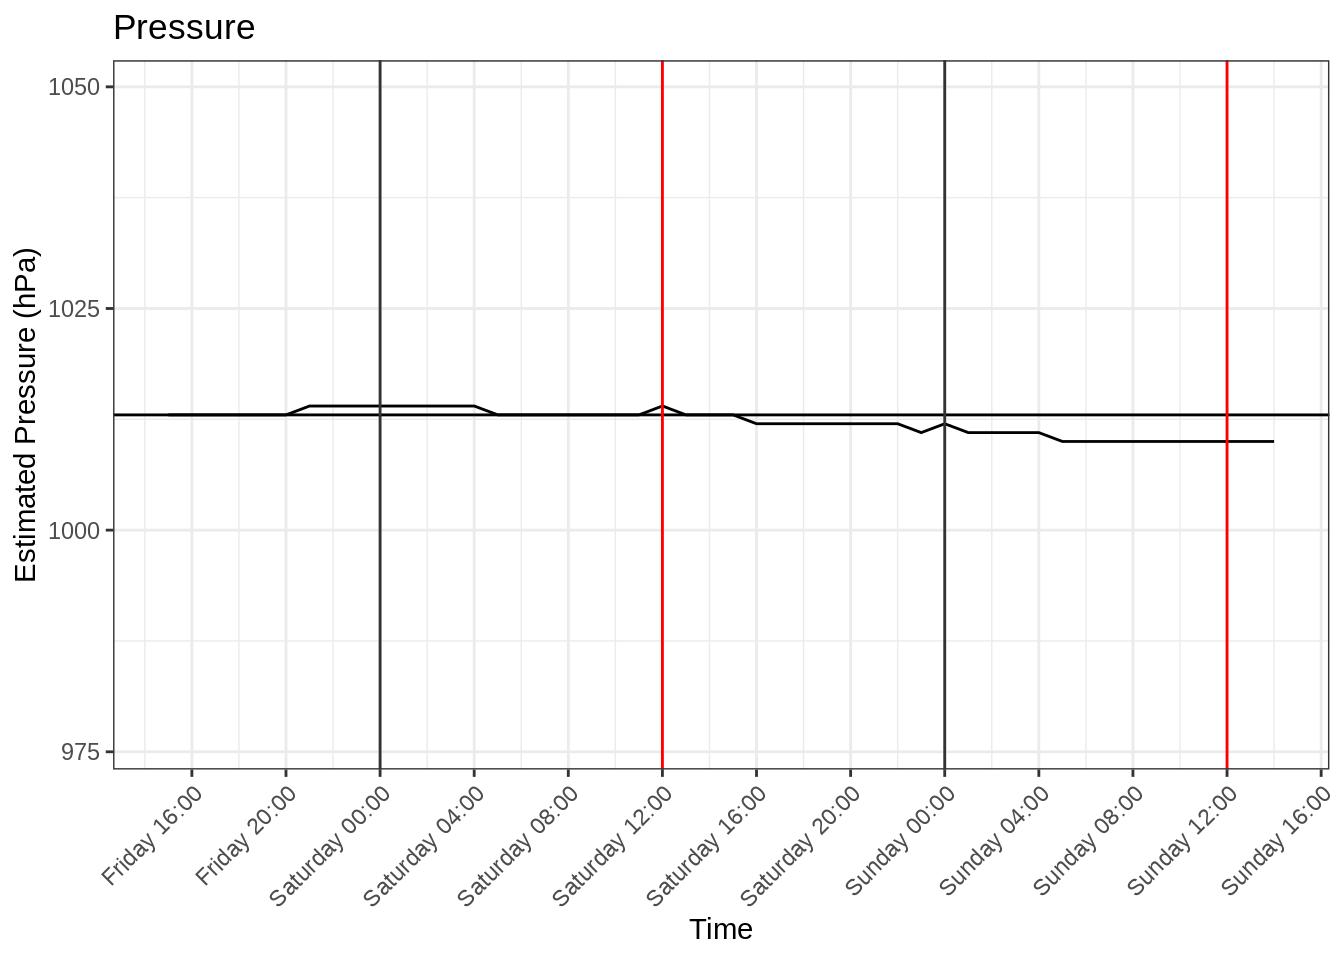 Pressure
Estimated Pressure (hPa)
1050
1025
1000
975
Friday 16:00
Friday 20:00
Saturday 00:00
Saturday 04:00
Saturday 08:00
Saturday 12:00
Saturday 16:00
Saturday 20:00
Sunday 00:00
Sunday 04:00
Sunday 08:00
Sunday 12:00
Sunday 16:00
Time